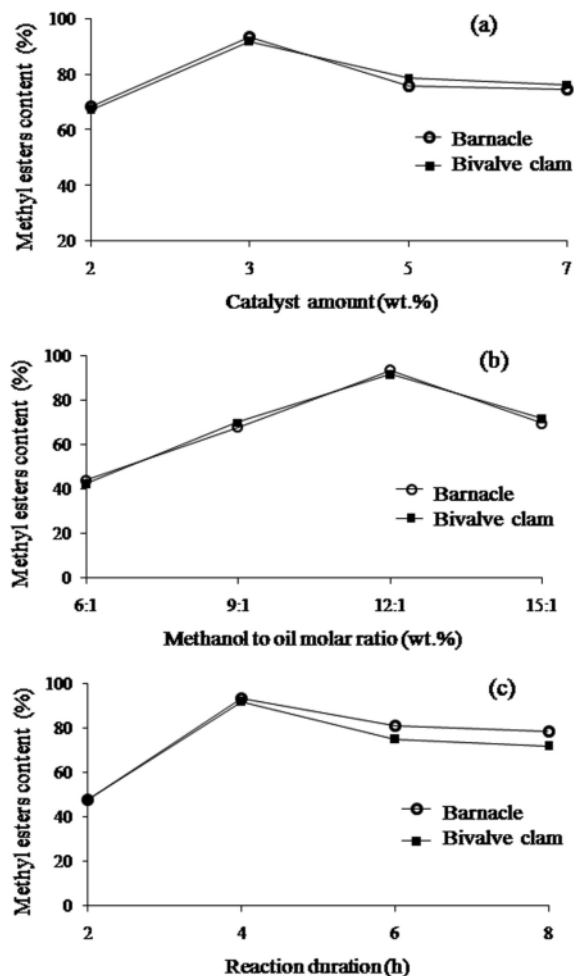 (a)
100
80
60
40
20
Methyl esters content (%)
Barnacle
Bivalve clam
2 3 5 7
Catalyst amount (wt.%)
(b)
100
80
60
40
20
0
Methyl esters content (%)
Barnacle
Bivalve clam
6:1 9:1 12:1 15:1
Methanol to oil molar ratio (wt.%)
(c)
100
80
60
40
20
0
Methyl esters content (%)
Barnacle
Bivalve clam
2 4 6 8
Reaction duration (h)